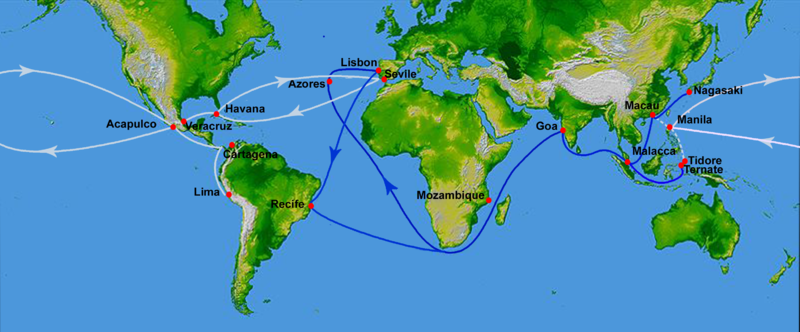 Lisbon
Seville
Azores
Nagasaki
Havana
Macau
Acapulco
Veracruz
Manila
Goa
Cartagena
Malacca
Tidore
Ternate
Lima
Mozambique
Recife